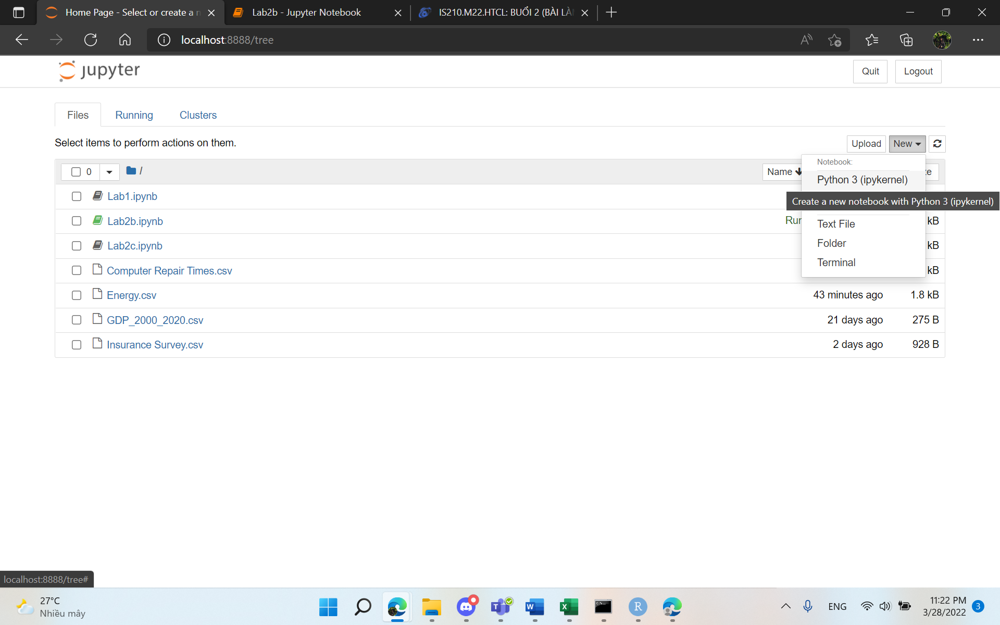 Home Page - Select or create a n
Lab2b - Jupyter Notebook
IS210.M22.HTCL: BUỔI 2 (BÀI LÀ
localhost:8888/tree
jupyter
Quit
Logout
Files
Running
Clusters
Select items to perform actions on them.
Upload
New
0
/
Name
Notebook:
Python 3 (ipykernel)
Create a new notebook with Python 3 (ipykernel)
Text File
Folder
Terminal
Lab1.ipynb
Lab2b.ipynb
kB
Lab2c.ipynb
kB
Computer Repair Times.csv
kB
Energy.csv
43 minutes ago
1.8 kB
GDP_2000_2020.csv
21 days ago
275 B
Insurance Survey.csv
2 days ago
928 B
localhost:8888/tree#
27°C
Nhiều mây
ENG
11:22 PM
3/28/2022
3